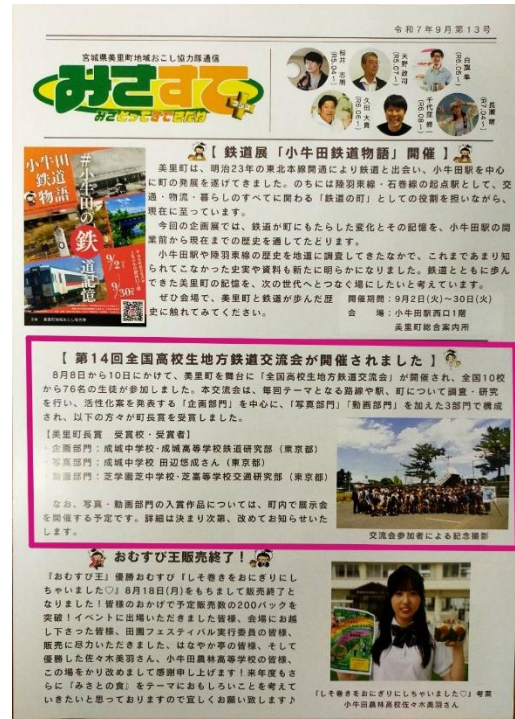 令和7年9月第13号
宮城県美里町地域おこし協力隊通信
みさすて
プラス+
桜井 志朗
(R5.04~)
天野 政司
(R5.07~)
白旗 隼
(R6.05~)
久田 大貴
(R6.06~)
千代窪 修一
(R6.08~)
(R7.04~)
【 鉄道展「小牛田鉄道物語」開催 】
小牛田鉄道物語
#小牛田の鉄道記憶
9/2 9/30
美里町は、明治23年の東北本線開通により鉄道と出会い、小牛田駅を中心
に町の発展を遂げてきました。のちには陸羽東線・石巻線の起点駅として、交
通・物流・暮らしのすべてに関わる「鉄道の町」としての役割を担いながら、
現在に至っています。
今回の企画展では、鉄道が町にもたらした変化とその記憶を、小牛田駅の開
業前から現在までの歴史を通してたどります。
小牛田駅や陸羽東線の歴史を地道に調査してきたなかで、これまであまり知
られてこなかった史実や資料も新たに明らかになりました。鉄道とともに歩ん
できた美里町の記憶を、次の世代へとつなぐ場にしたいと考えています。
ぜひ会場で、美里町と鉄道が歩んだ歴
史に触れてみてください。
開催期間：9月2日(火)~30日(火)
会　場：小牛田駅西口1階
美里町総合案内所
【 第14回全国高校生地方鉄道交流会が開催されました 】
8月8日から10日にかけて、美里町を舞台に「全国高校生地方鉄道交流会」が開催され、全国10校
から76名の生徒が参加しました。本交流会は、毎回テーマとなる路線や駅、町について調査・研究
を行い、活性化案を発表する「企画部門」を中心に、「写真部門」「動画部門」を加えた3部門で構成
され、以下の方々が町長賞を受賞しました。
【美里町長賞　受賞校・受賞者】
・企画部門：成城中学校・成城高等学校鉄道研究部（東京都）
・写真部門：成城中学校 田辺悠成さん（東京都）
・動画部門：芝学園芝中学校・芝高等学校交通研究部（東京都）
なお、写真・動画部門の入賞作品については、町内で展示会
を開催する予定です。詳細は決まり次第、改めてお知らせいた
します。
交流会参加者による記念撮影
おむすび王販売終了！
『おむすび王』優勝おむすび『しそ巻きをおにぎりにし
ちゃいました♡』8月18日(月)をもちまして販売終了と
なりました！皆様のおかげで予定販売数の200パックを
突破！イベントに出場いただきました皆様、会場にお越
し下さった皆様、田園フェスティバル実行委員の皆様、
販売に尽力いただきました、はなやか亭の皆様、そして
優勝した佐々木美羽さん、小牛田農林高等学校の皆様、
この場をかり改めまして感謝申し上げます！来年度もさ
らに『みさとの食』をテーマにおもしろいことを考えて
いきたいと思っておりますので宜しくお願い致します♪
『しそ巻きをおにぎりにしちゃいました♡』考案
小牛田農林高校佐々木美羽さん